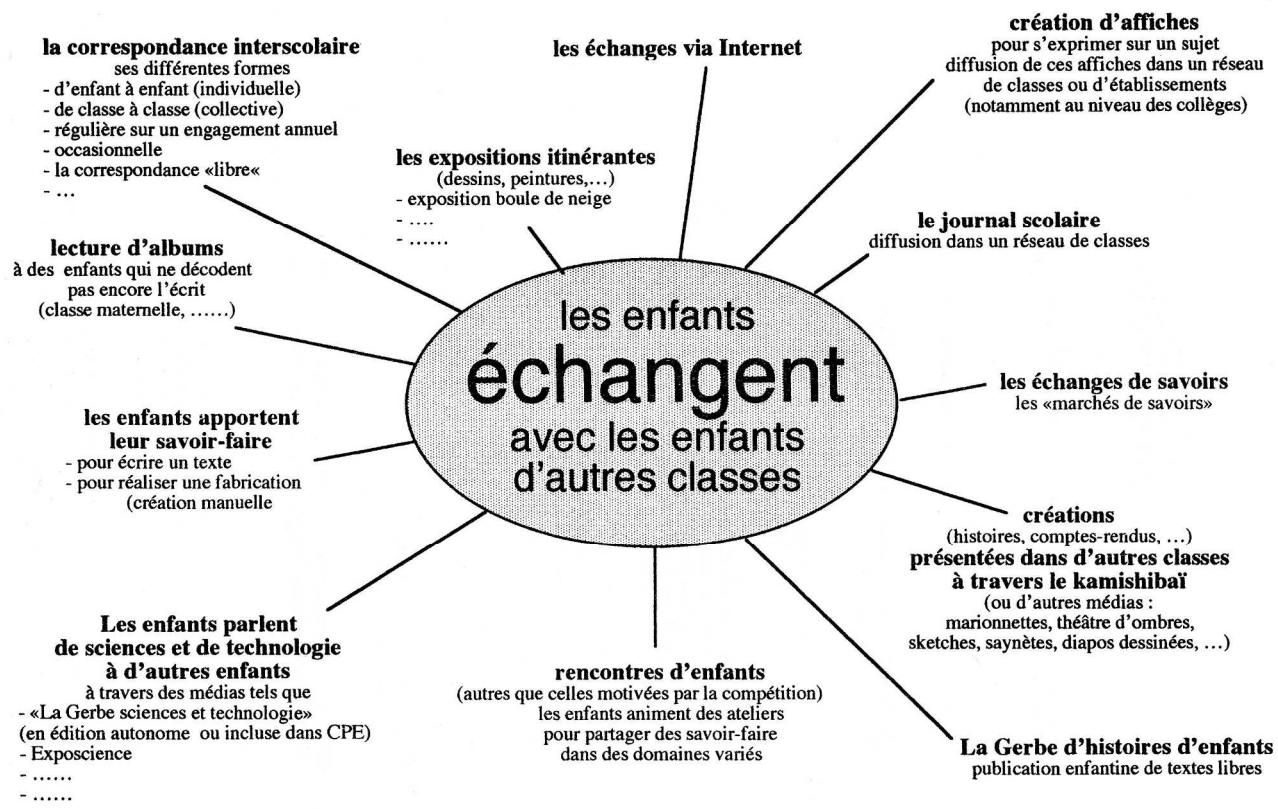 la correspondance interscolaire
ses différentes formes
- d'enfant à enfant (individuelle)
- de classe à classe (collective)
- régulière sur un engagement annuel
- occasionnelle
- la correspondance «libre«
- ...
les échanges via Internet
création d'affiches
pour s'exprimer sur un sujet
diffusion de ces affiches dans un réseau
de classes ou d'établissements
(notamment au niveau des collèges)
les expositions itinérantes
(dessins, peintures,...)
- exposition boule de neige
- ....
- ......
le journal scolaire
diffusion dans un réseau de classes
lecture d'albums
à des enfants qui ne décodent
pas encore l'écrit
(classe maternelle, ......)
les enfants
échangent
avec les enfants
d'autres classes
les échanges de savoirs
les «marchés de savoirs»
les enfants apportent
leur savoir-faire
- pour écrire un texte
- pour réaliser une fabrication
(création manuelle
créations
(histoires, comptes-rendus, ...)
présentées dans d'autres classes
à travers le kamishibaï
(ou d'autres médias :
marionnettes, théâtre d'ombres,
sketches, saynètes, diapos dessinées, ...)
Les enfants parlent
de sciences et de technologie
à d'autres enfants
à travers des médias tels que
- «La Gerbe sciences et technologie»
(en édition autonome ou incluse dans CPE)
- Exposcience
- ......
- ......
rencontres d'enfants
(autres que celles motivées par la compétition)
les enfants animent des ateliers
pour partager des savoir-faire
dans des domaines variés
La Gerbe d'histoires d'enfants
publication enfantine de textes libres